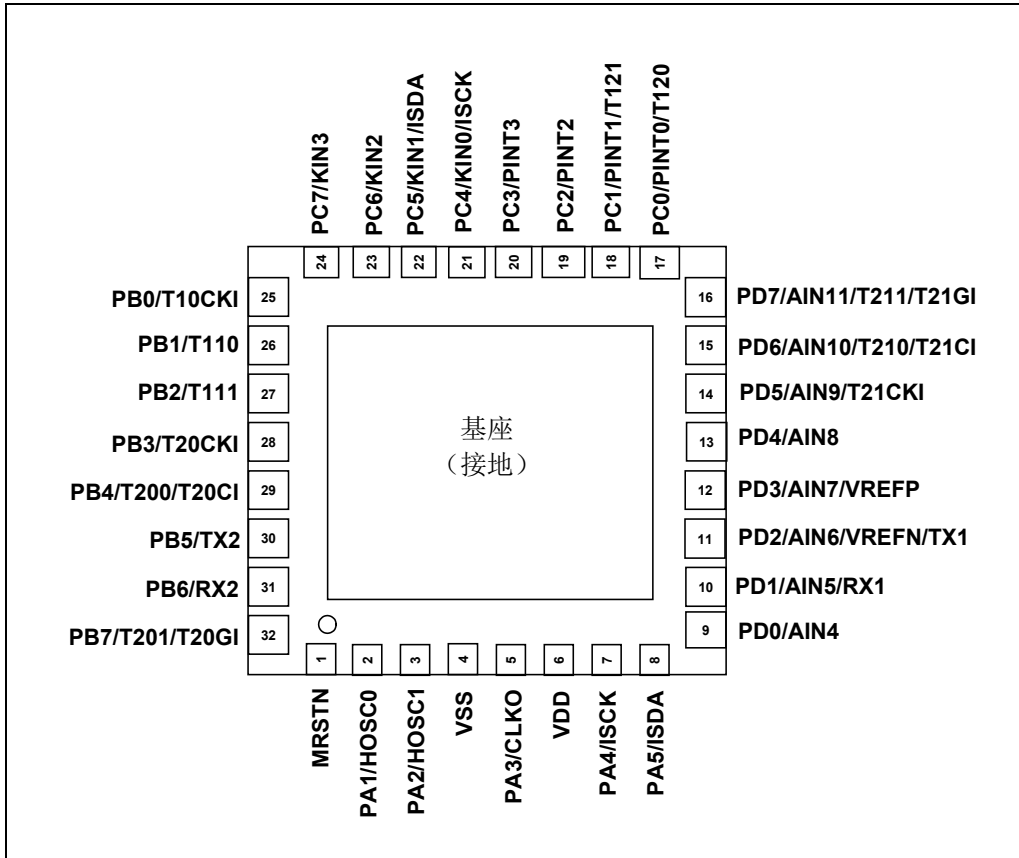 PC7/KIN3
PC6/KIN2
PC5/KIN1/ISDA
PC4/KIN0/ISCK
PC3/PINT3
PC2/PINT2
PC1/PINT1/T121
PC0/PINT0/T120
24
23
22
21
20
19
18
17
PB0/T10CKI
25
PB1/T110
26
PB2/T111
27
PB3/T20CKI
28
PB4/T200/T20CI
29
PB5/TX2
30
PB6/RX2
31
PB7/T201/T20GI
32
基座
（接地）
16
PD7/AIN11/T211/T21GI
15
PD6/AIN10/T210/T21CI
14
PD5/AIN9/T21CKI
13
PD4/AIN8
12
PD3/AIN7/VREFP
11
PD2/AIN6/VREFN/TX1
10
PD1/AIN5/RX1
9
PD0/AIN4
1
2
3
4
5
6
7
8
MRSTN
PA1/HOSC0
PA2/HOSC1
VSS
PA3/CLKO
VDD
PA4/ISCK
PA5/ISDA